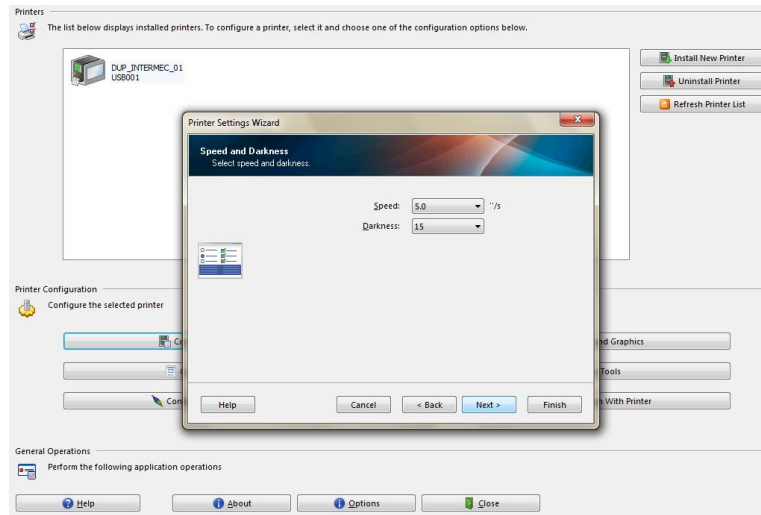 Printers
The list below displays installed printers. To configure a printer, select it and choose one of the configuration options below.
DUP_INTERMEC_01
USB001
Install New Printer
Uninstall Printer
Refresh Printer List
Printer Settings Wizard
Speed and Darkness
Select speed and darkness.
Speed: 5.0 "/s
Darkness: 15
Help Cancel < Back Next > Finish
Printer Configuration
Configure the selected printer
Graphics
Tools
Con With Printer
General Operations
Perform the following application operations
Help About Options Close